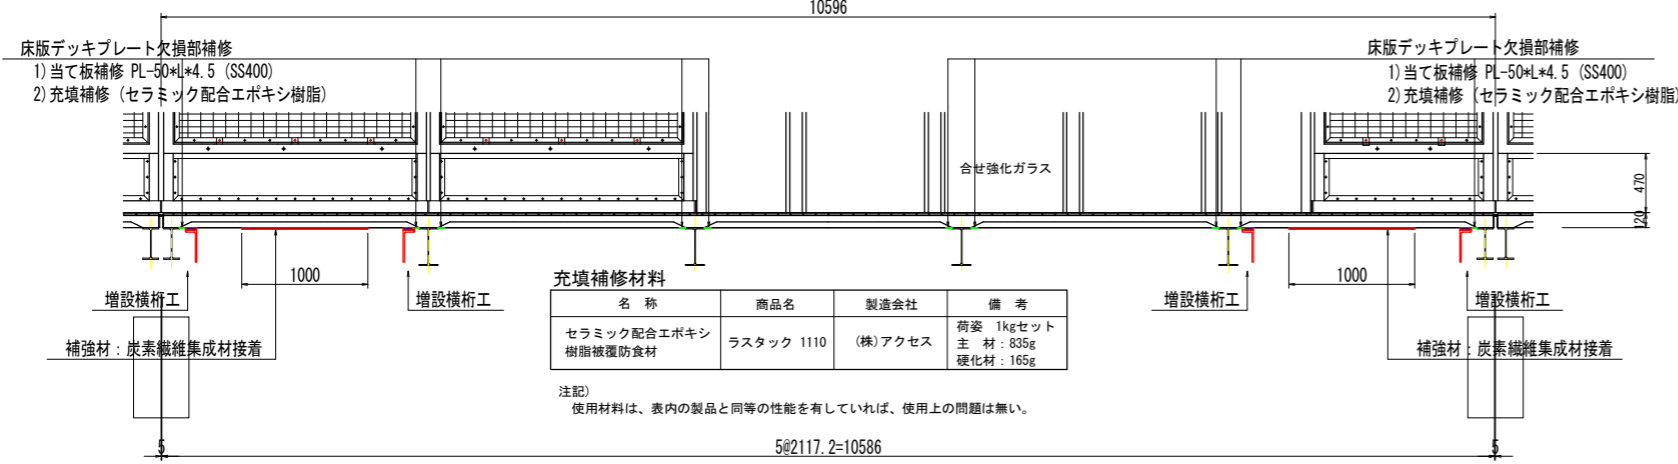 10596
床版デッキプレート欠損部補修
1)当て板補修 PL-50*L*4.5 (SS400)
2)充填補修 (セラミック配合エポキシ樹脂)
床版デッキプレート欠損部補修
1)当て板補修 PL-50*L*4.5 (SS400)
2)充填補修 (セラミック配合エポキシ樹脂)
合せ強化ガラス
470
120
1000
1000
増設横桁工
増設横桁工
増設横桁工
増設横桁工
補強材:炭素繊維集成材接着
補強材:炭素繊維集成材接着
充填補修材料
名 称 商品名 製造会社 備 考
セラミック配合エポキシ
樹脂被覆防食材
ラスタック 1110
(株)アクセス
荷姿 1kgセット
主 材:835g
硬化材:165g
注記)
使用材料は、表内の製品と同等の性能を有していれば、使用上の問題は無い。
5
5@2117.2=10586
5